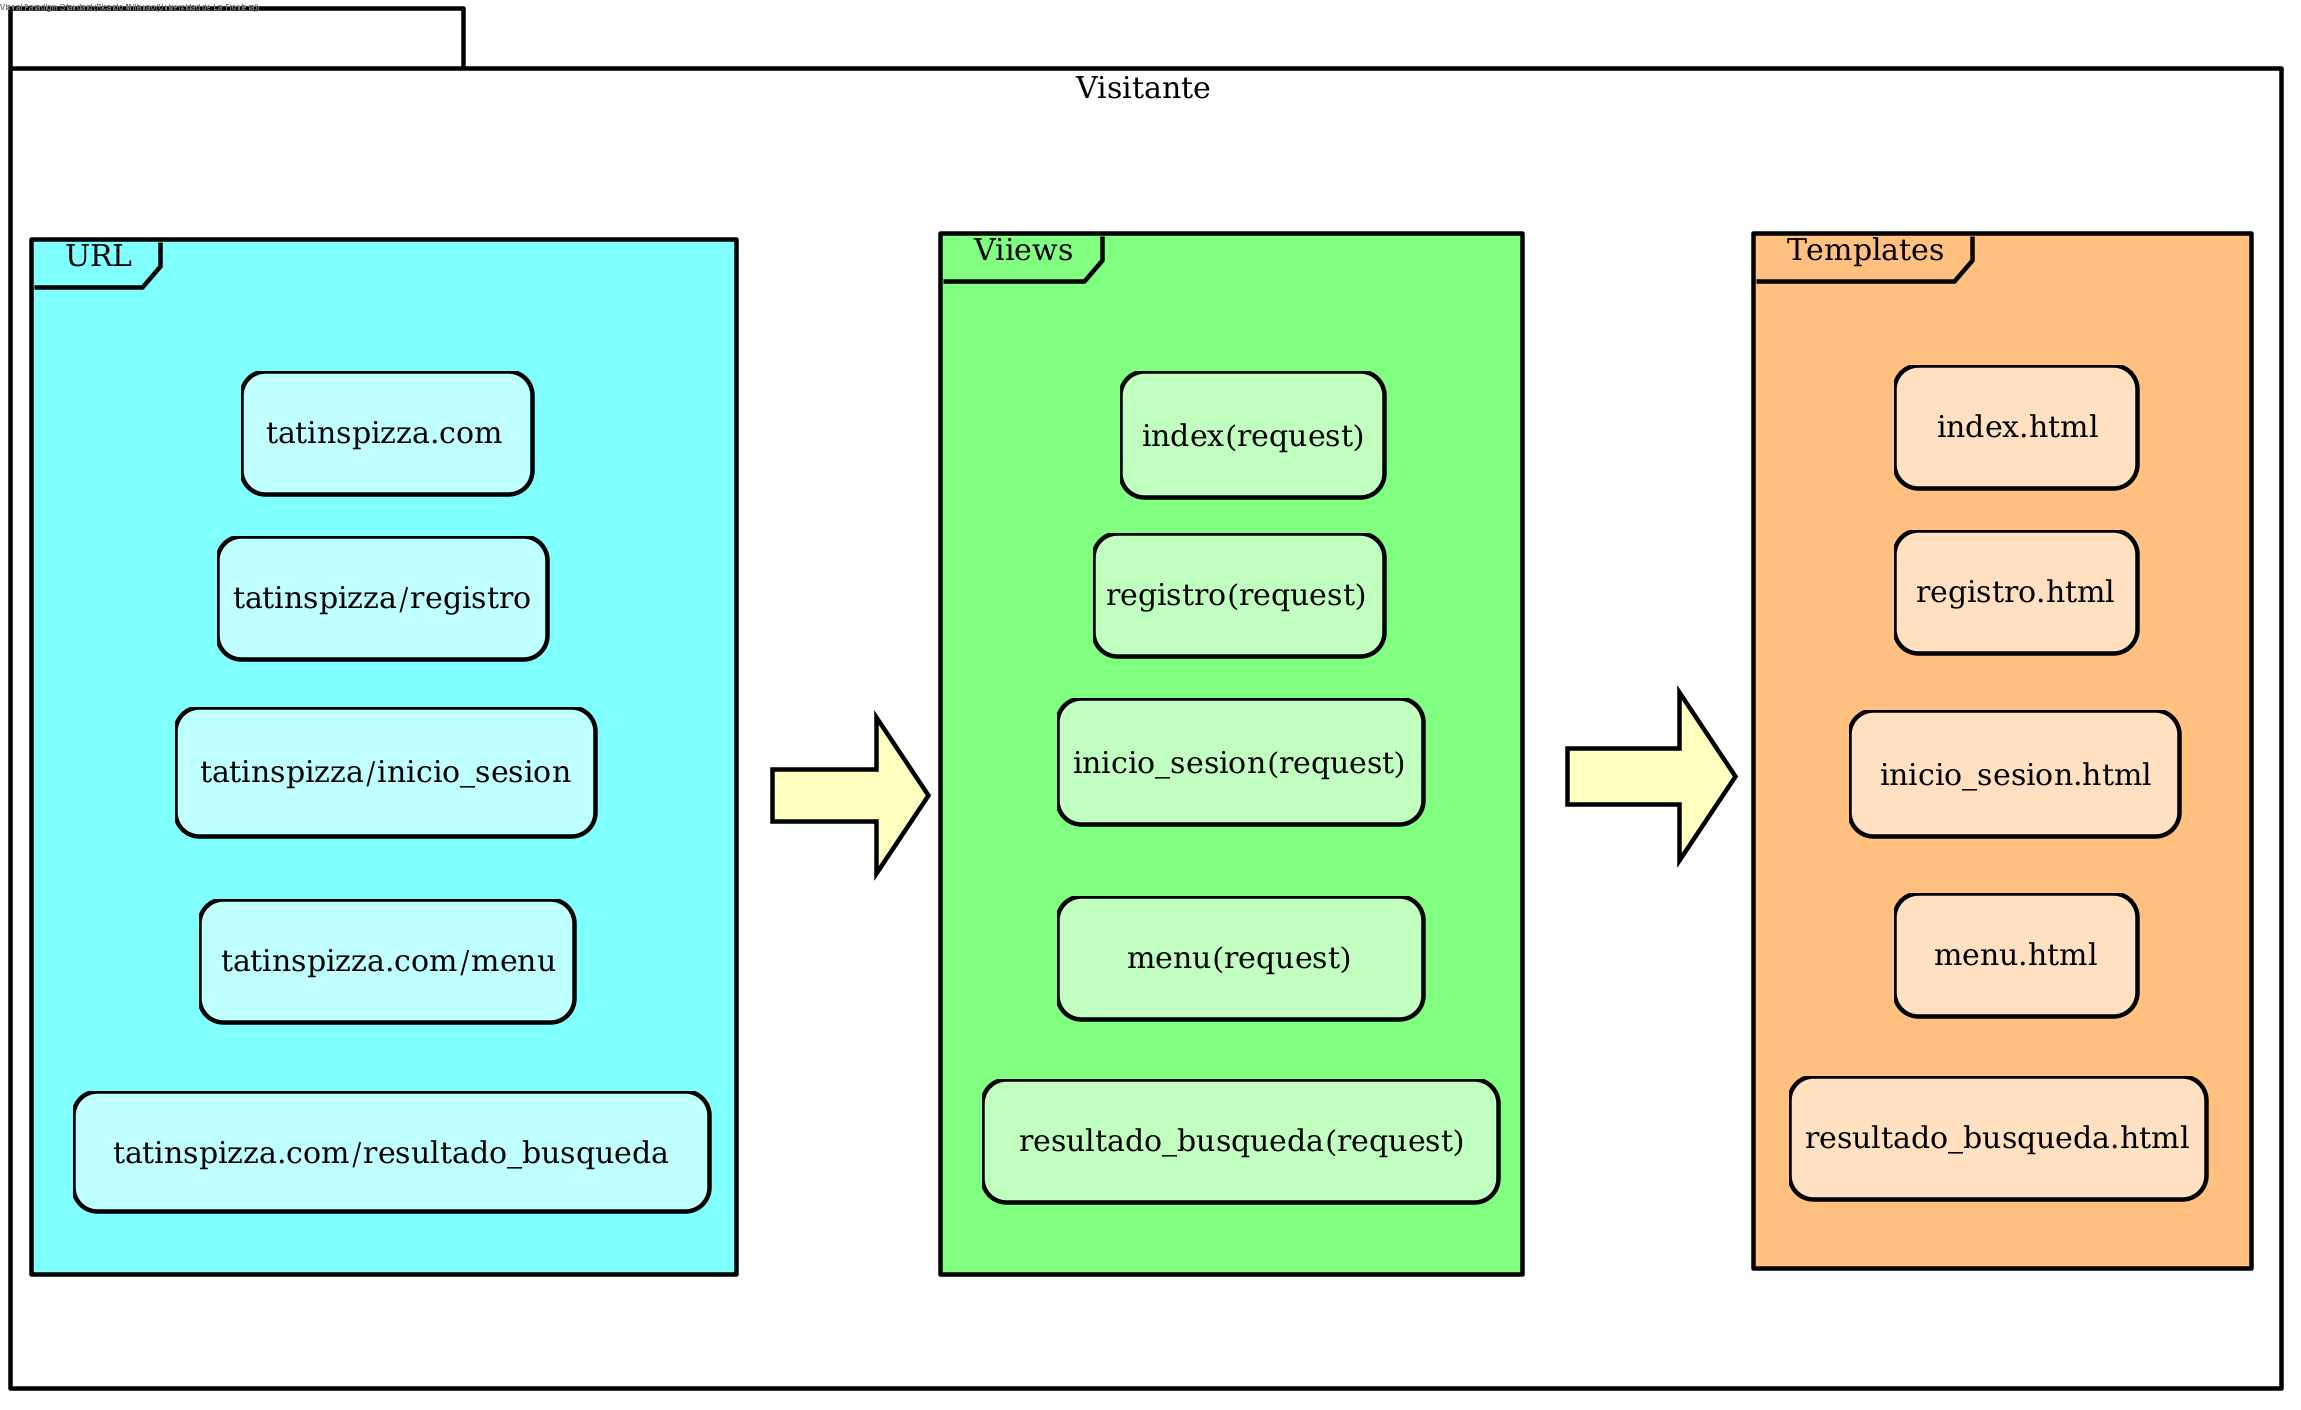 Visitante
URL
tatinspizza.com
tatinspizza/registro
tatinspizza/inicio_sesion
tatinspizza.com/menu
tatinspizza.com/resultado_busqueda
Viiews
index(request)
registro(request)
inicio_sesion(request)
menu(request)
resultado_busqueda(request)
Templates
index.html
registro.html
inicio_sesion.html
menu.html
resultado_busqueda.html